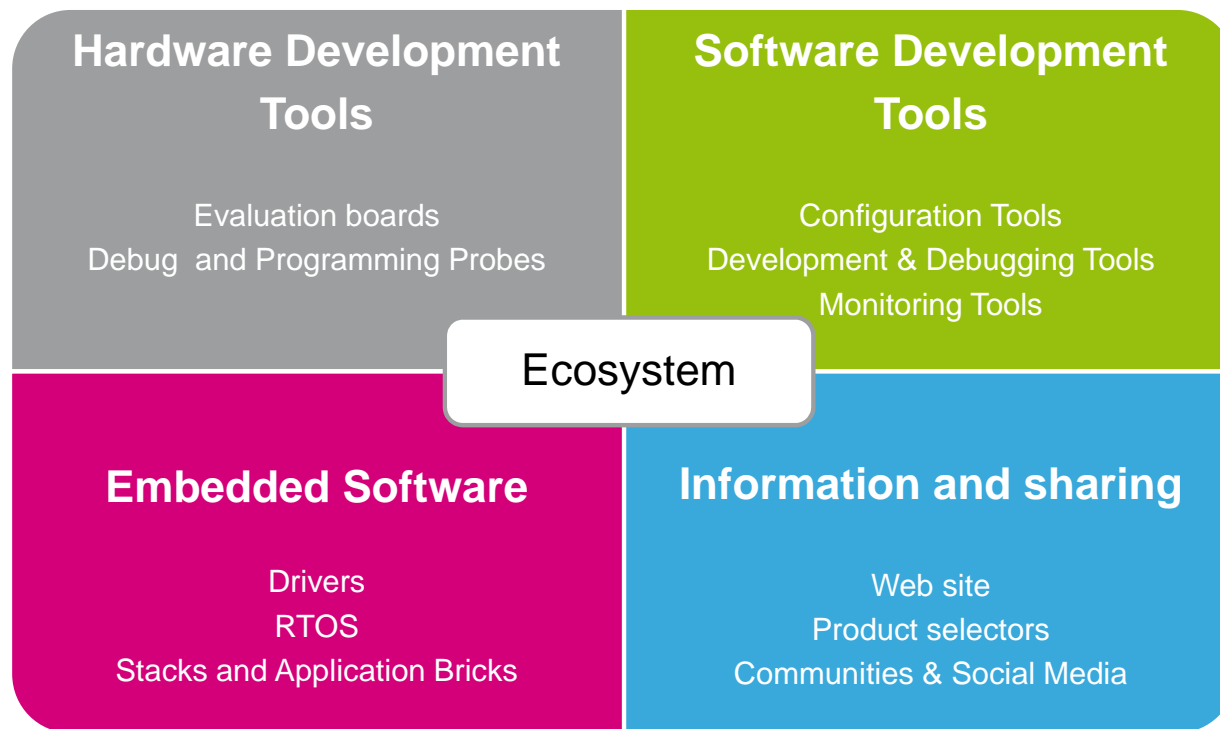 Hardware Development
Tools
Evaluation boards
Debug  and Programming Probes
Software Development
Tools
Configuration Tools
Development & Debugging Tools
Monitoring Tools
Ecosystem
Embedded Software
Drivers
RTOS
Stacks and Application Bricks
Information and sharing
Web site
Product selectors
Communities & Social Media